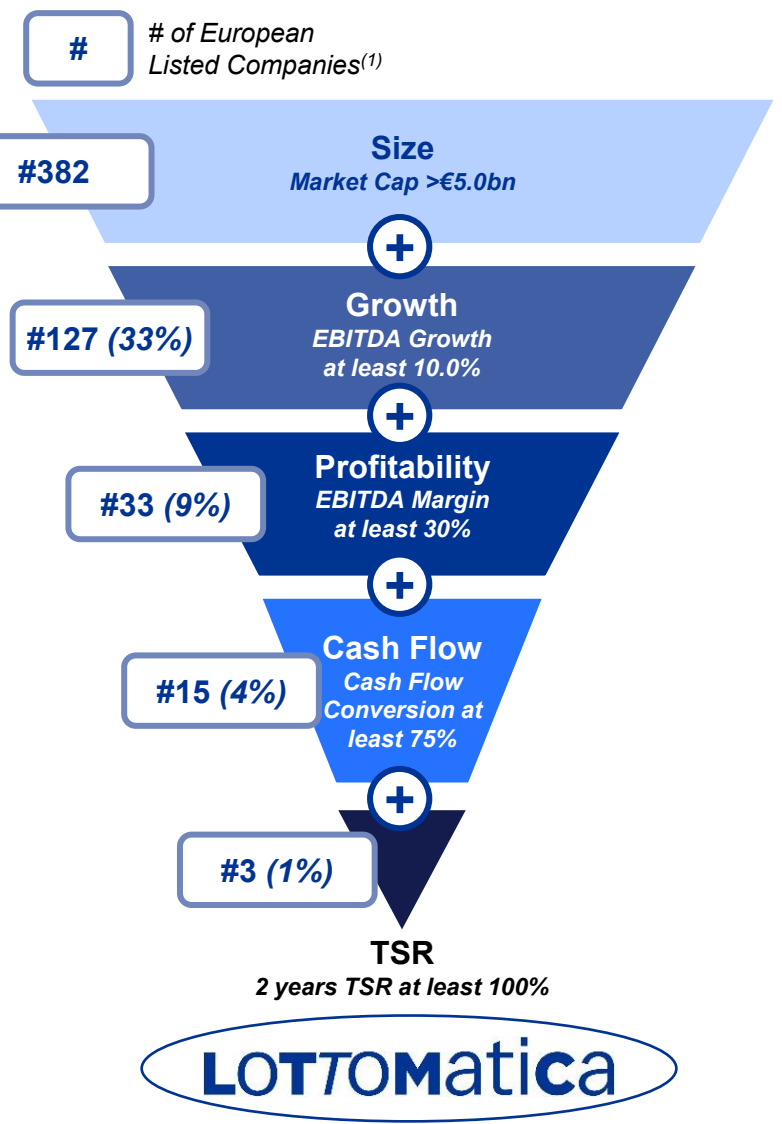 #
# of European
Listed Companies(1)
Size
Market Cap >€5.0bn
#382
+
Growth
EBITDA Growth
at least 10.0%
#127 (33%)
+
Profitability
EBITDA Margin
at least 30%
#33 (9%)
+
Cash Flow
Cash Flow
Conversion at
least 75%
#15 (4%)
+
#3 (1%)
TSR
2 years TSR at least 100%
LOTTOMatiCa